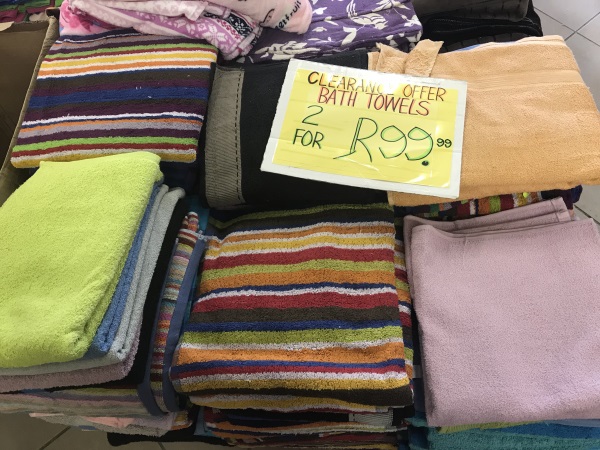 CLEARANCE OFFER
BATH TOWELS
2 FOR R99.99